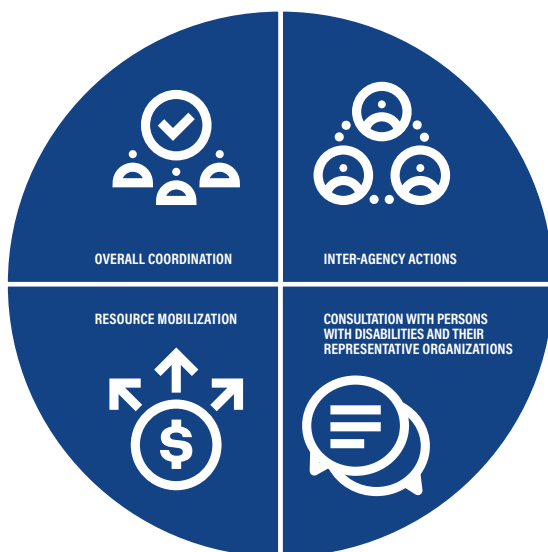 OVERALL COORDINATION
INTER-AGENCY ACTIONS
RESOURCE MOBILIZATION
CONSULTATION WITH PERSONS
WITH DISABILITIES AND THEIR
REPRESENTATIVE ORGANIZATIONS
$